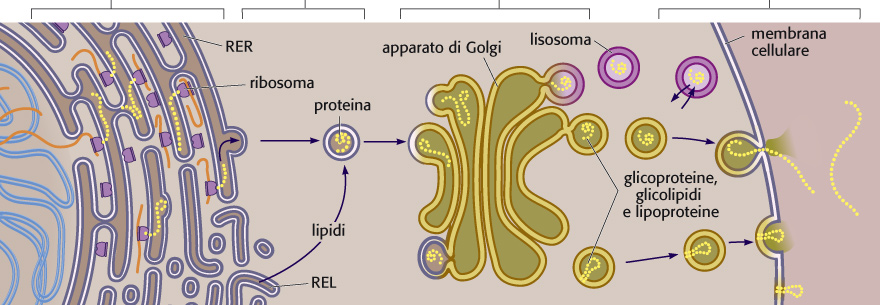 RER
ribosoma
proteina
lipidi
REL
apparato di Golgi
lisosoma
glicoproteine,
glicolipidi
e lipoproteine
membrana
cellulare